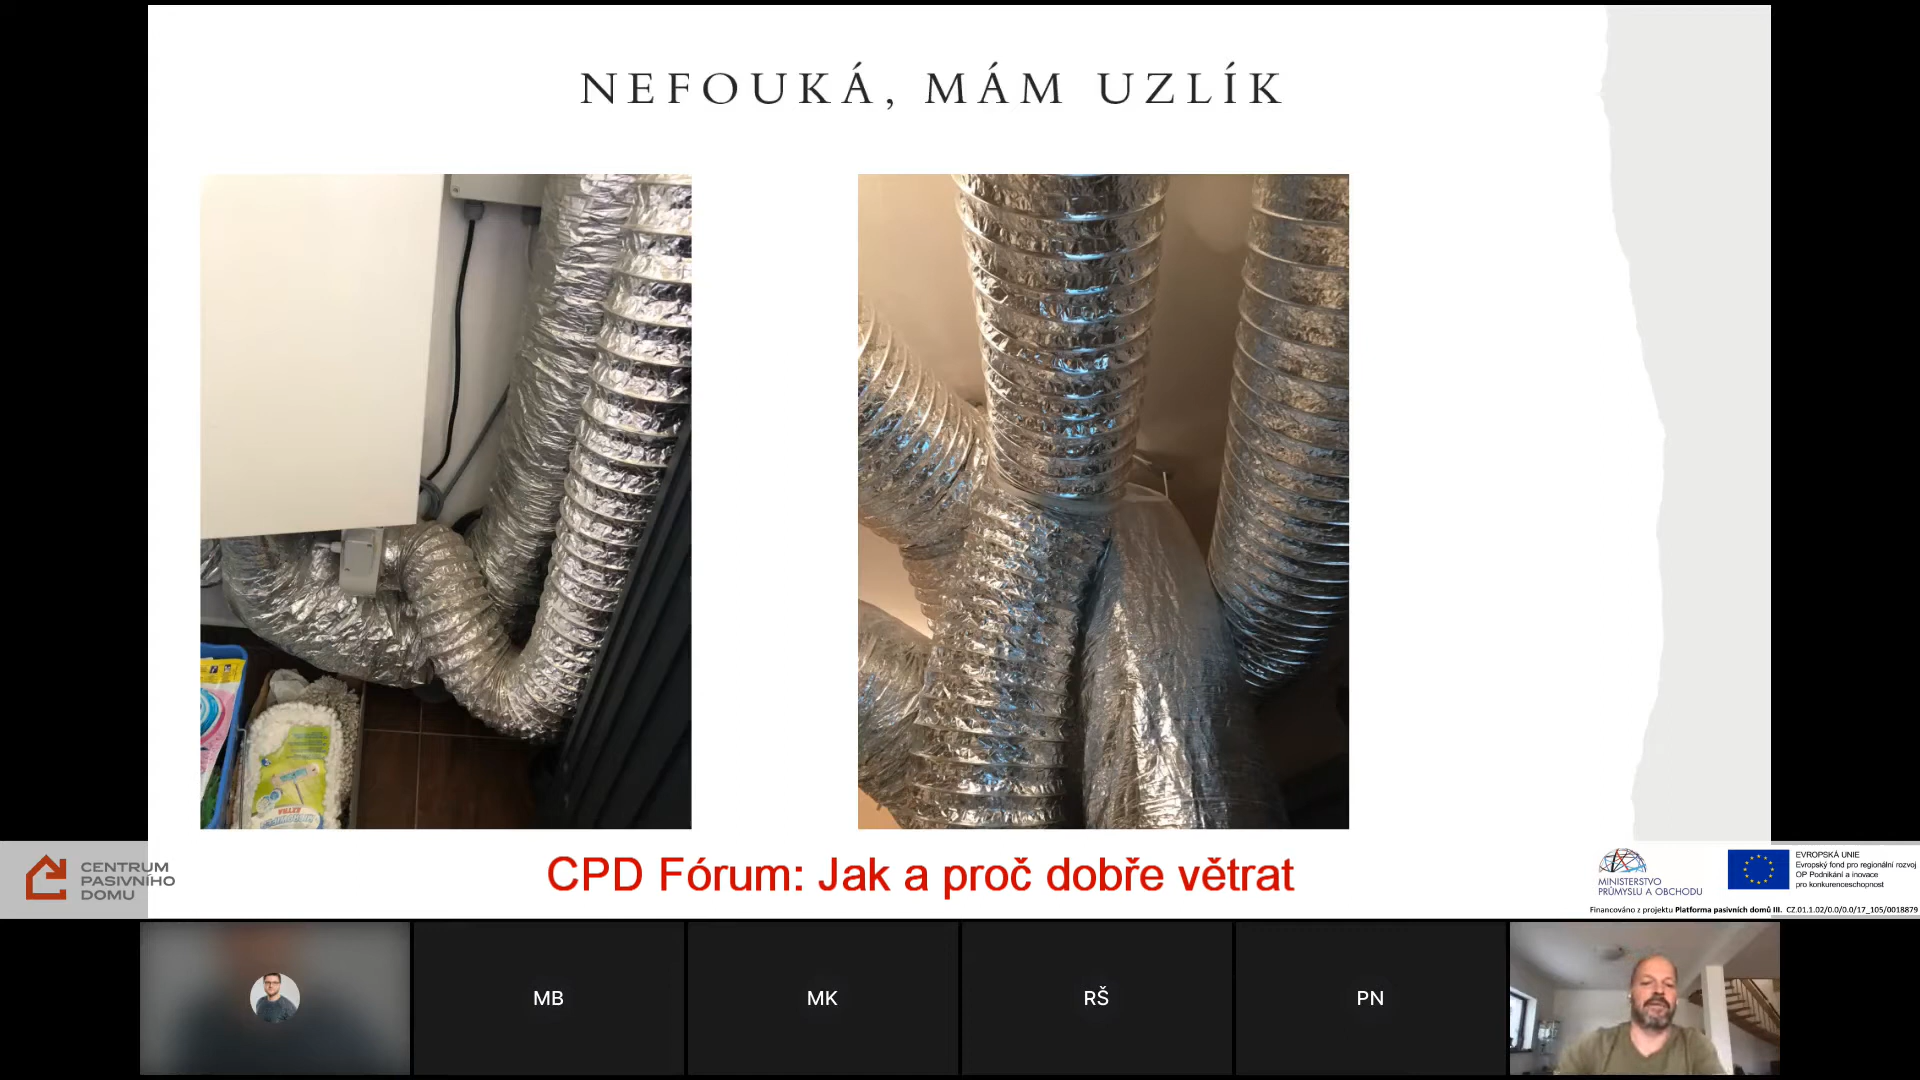 NEFOUKÁ, MÁM UZLÍK
CPD Fórum: Jak a proč dobře větrat
CENTRUM
PASIVNÍHO
DOMU
MINISTERSTVO
PRŮMYSLU A OBCHODU
EVROPSKÁ UNIE
Evropský fond pro regionální rozvoj
OP Podnikání a inovace
pro konkurenceschopnost
Financováno z projektu Platforma pasivních domů III. CZ.01.1.02/0.0/0.0/17_105/0018879
MB
MK
RŠ
PN